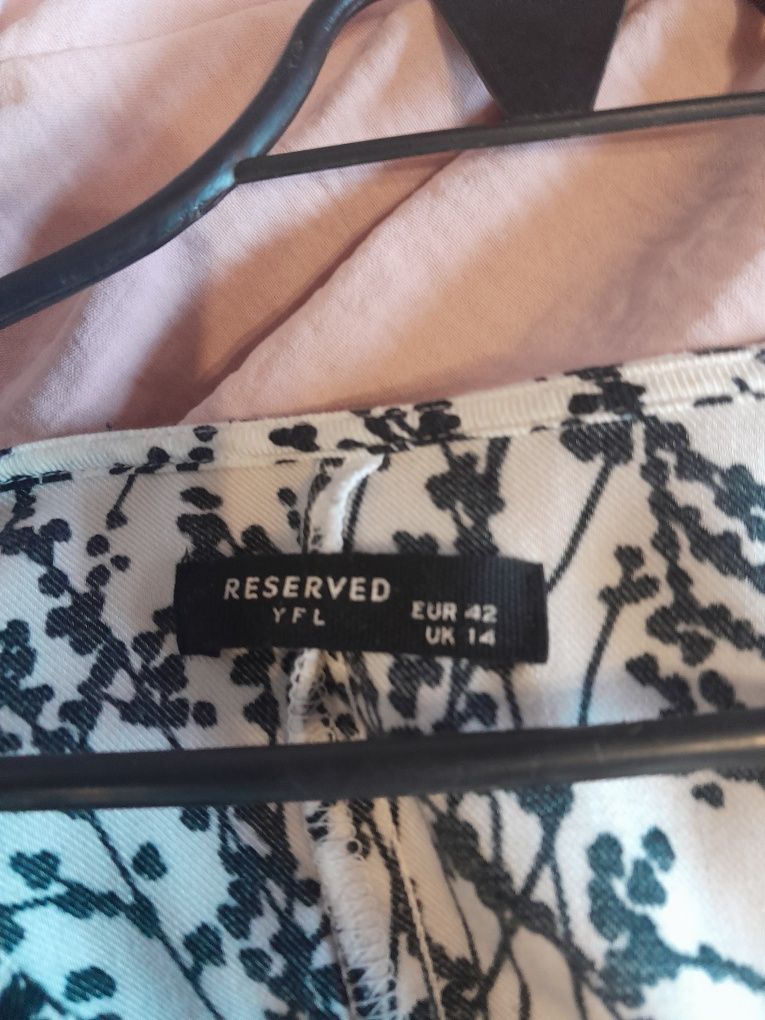 RESERVED
YFL
EUR 42
UK 14